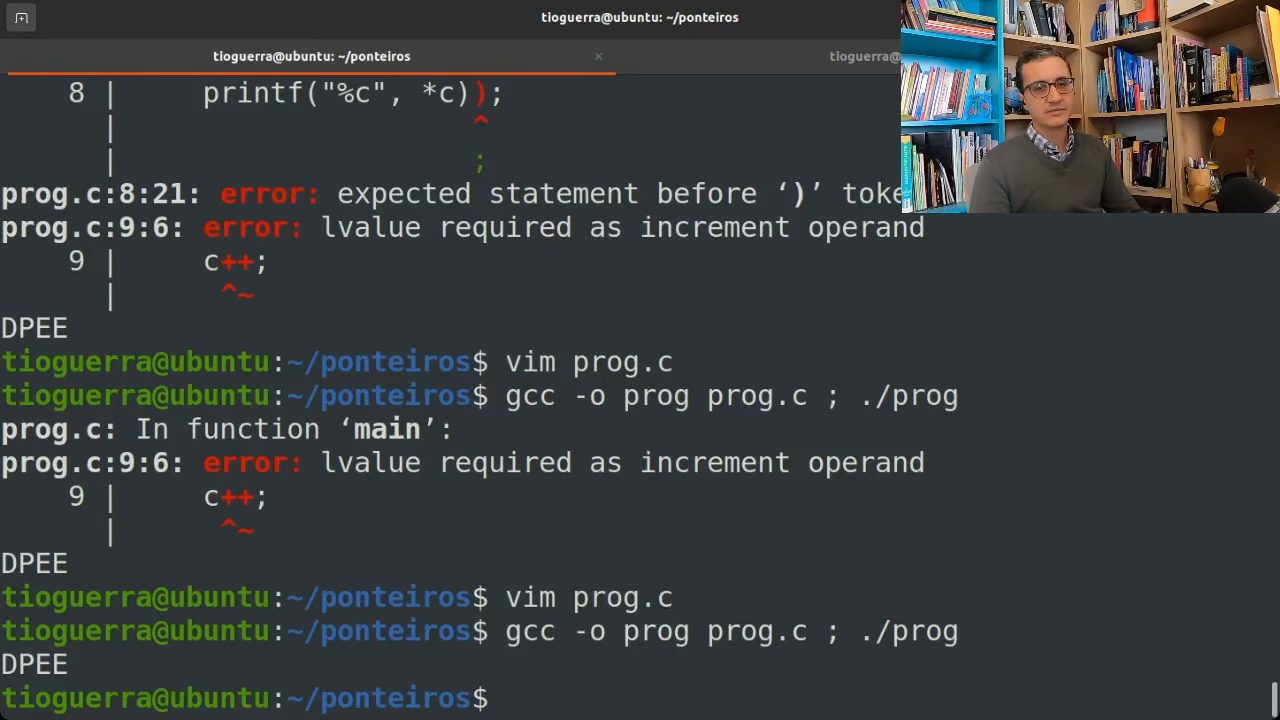 tioguerra@ubuntu: ~/ponteiros
tioguerra@ubuntu: ~/ponteiros × tioguerra@
8 | printf("%c", *c));
| ^
| ;
prog.c:8:21: error: expected statement before ‘)’ toke
prog.c:9:6: error: lvalue required as increment operand
9 | c++;
| ^~
DPEE
tioguerra@ubuntu:~/ponteiros$ vim prog.c
tioguerra@ubuntu:~/ponteiros$ gcc -o prog prog.c ; ./prog
prog.c: In function ‘main’:
prog.c:9:6: error: lvalue required as increment operand
9 | c++;
| ^~
DPEE
tioguerra@ubuntu:~/ponteiros$ vim prog.c
tioguerra@ubuntu:~/ponteiros$ gcc -o prog prog.c ; ./prog
DPEE
tioguerra@ubuntu:~/ponteiros$